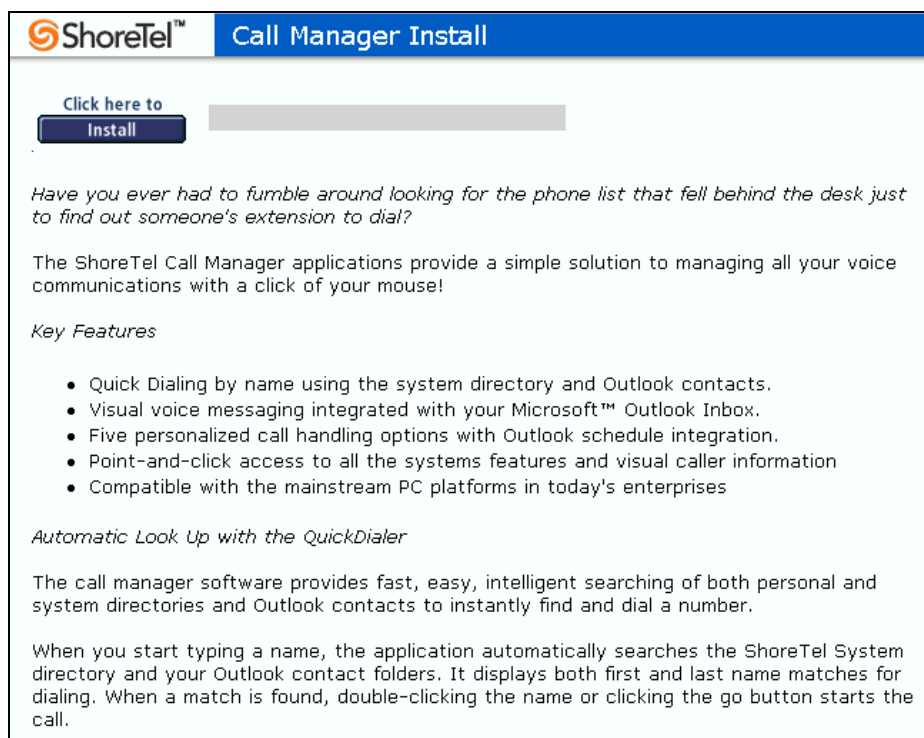 ShoreTel™ Call Manager Install
Click here to
Install
Have you ever had to fumble around looking for the phone list that fell behind the desk just
to find out someone's extension to dial?
The ShoreTel Call Manager applications provide a simple solution to managing all your voice
communications with a click of your mouse!
Key Features
• Quick Dialing by name using the system directory and Outlook contacts.
• Visual voice messaging integrated with your Microsoft™ Outlook Inbox.
• Five personalized call handling options with Outlook schedule integration.
• Point-and-click access to all the systems features and visual caller information
• Compatible with the mainstream PC platforms in today's enterprises
Automatic Look Up with the QuickDialer
The call manager software provides fast, easy, intelligent searching of both personal and
system directories and Outlook contacts to instantly find and dial a number.
When you start typing a name, the application automatically searches the ShoreTel System
directory and your Outlook contact folders. It displays both first and last name matches for
dialing. When a match is found, double-clicking the name or clicking the go button starts the
call.